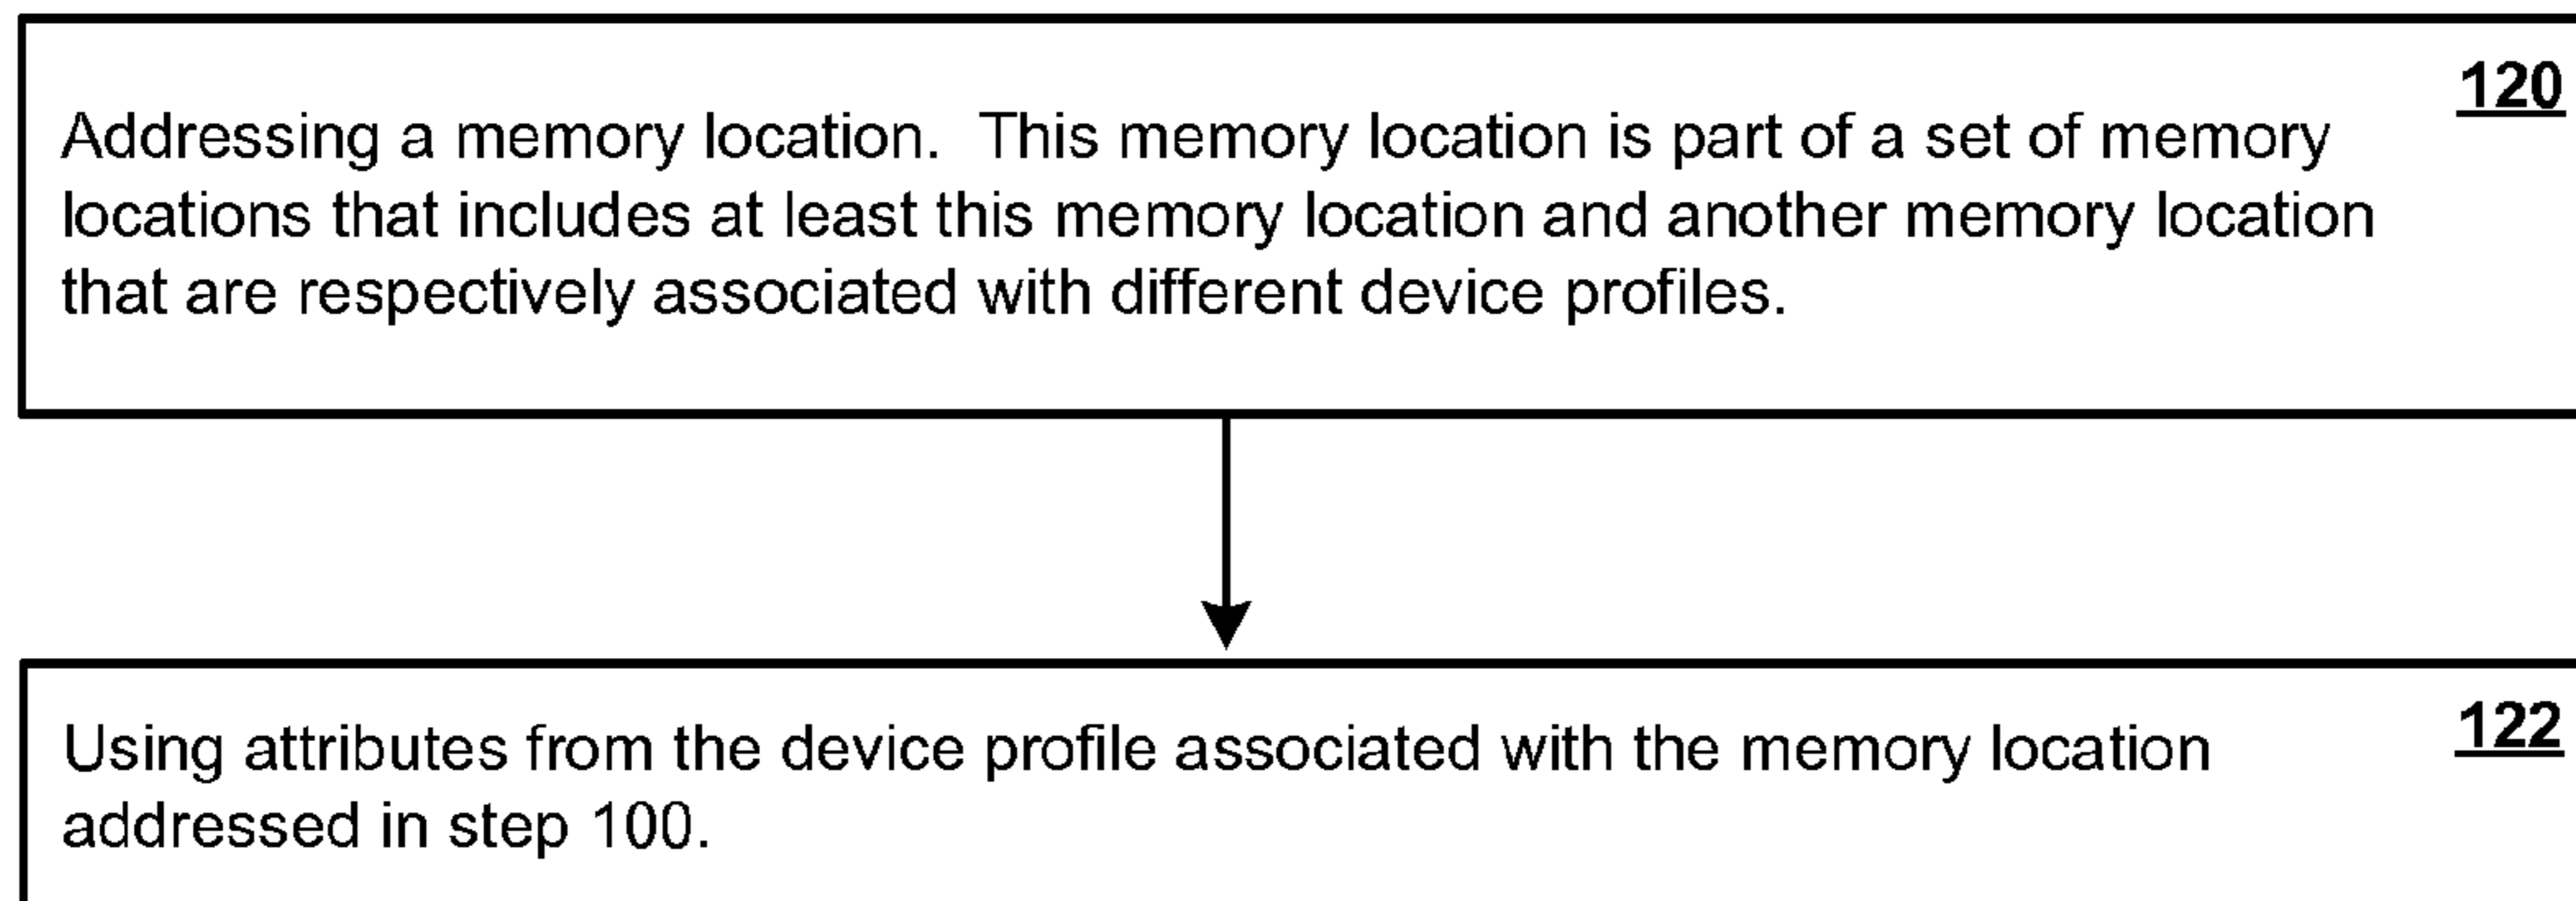 120
Addressing a memory location. This memory location is part of a set of memory
locations that includes at least this memory location and another memory location
that are respectively associated with different device profiles.
122
Using attributes from the device profile associated with the memory location
addressed in step 100.